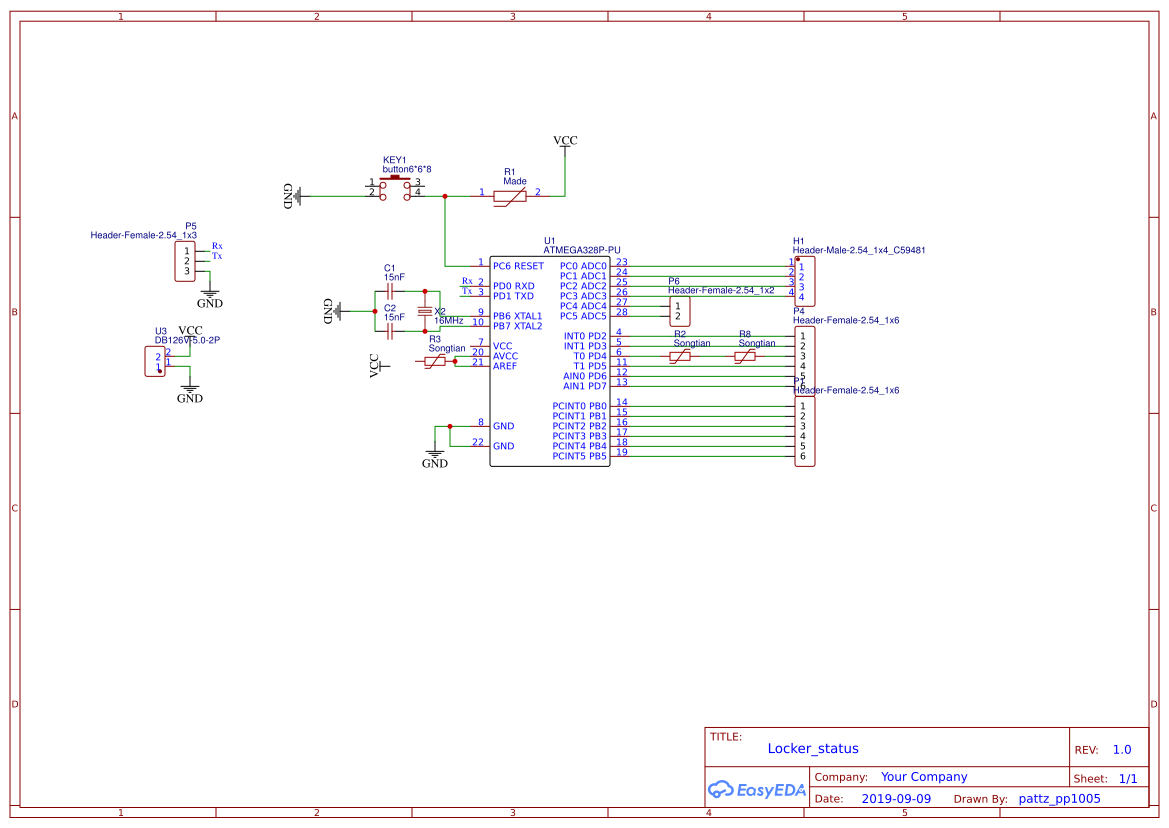 1 2 3 4 5
A A
VCC
KEY1
button6*6*8
R1
Made
1 3
2 4
1 2
GND
B B
P5
Header-Female-2.54_1x3
1 Rx
2 Tx
3
GND
U3
DB126V-5.0-2P
VCC
2 2
1 1
GND
C1
15nF
C2
15nF
GND
X2
16MHz
R3
Songtian
VCC
U1
ATMEGA328P-PU
1 PC6 RESET
Rx 2 PD0 RXD
Tx 3 PD1 TXD
9 PB6 XTAL1
10 PB7 XTAL2
7 VCC
20 AVCC
21 AREF
8 GND
22 GND
GND
PC0 ADC0 23
PC1 ADC1 24
PC2 ADC2 25
PC3 ADC3 26
PC4 ADC4 27
PC5 ADC5 28
INT0 PD2 4
INT1 PD3 5
T0 PD4 6
T1 PD5 11
AIN0 PD6 12
AIN1 PD7 13
PCINT0 PB0 14
PCINT1 PB1 15
PCINT2 PB2 16
PCINT3 PB3 17
PCINT4 PB4 18
PCINT5 PB5 19
H1
Header-Male-2.54_1x4_C59481
1 1
2 2
3 3
4 4
P6
Header-Female-2.54_1x2
1
2
P4
Header-Female-2.54_1x6
R2
Songtian
R8
Songtian
1
2
3
4
5
6
Header-Female-2.54_1x6
1
2
3
4
5
6
C C
D D
TITLE:
Locker_status
REV: 1.0
EasyEDA
Company: Your Company
Sheet: 1/1
Date: 2019-09-09 Drawn By: pattz_pp1005
1 2 3 4 5